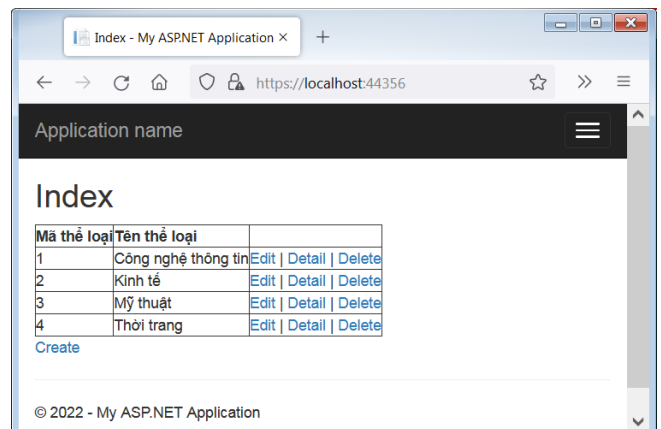 Index - My ASP.NET Application
https://localhost:44356
Application name
Index
Mã thể loại Tên thể loại
1 Công nghệ thông tin Edit | Detail | Delete
2 Kinh tế Edit | Detail | Delete
3 Mỹ thuật Edit | Detail | Delete
4 Thời trang Edit | Detail | Delete
Create
© 2022 - My ASP.NET Application